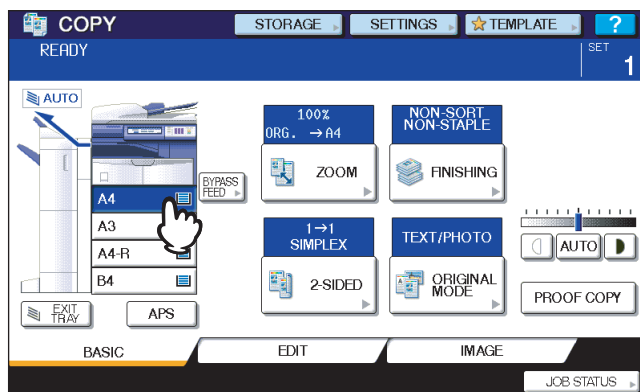 COPY
STORAGE
SETTINGS
TEMPLATE
?
READY
SET
1
AUTO
100%
ORG. →A4
ZOOM
NON-SORT
NON-STAPLE
FINISHING
BYPASS
FEED
A4
A3
A4-R
B4
1→1
SIMPLEX
2-SIDED
TEXT/PHOTO
ORIGINAL
MODE
AUTO
PROOF COPY
EXIT
TRAY
APS
BASIC
EDIT
IMAGE
JOB STATUS